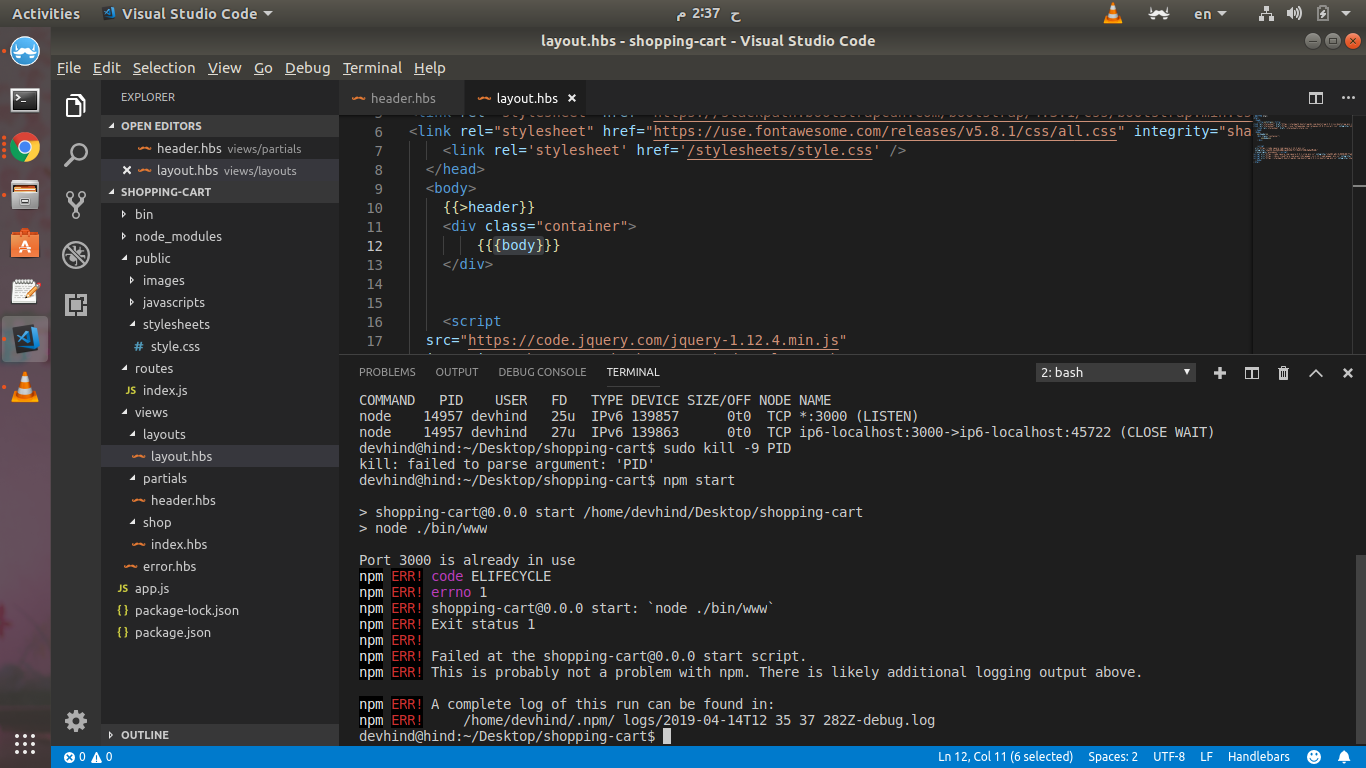 Activities Visual Studio Code ح 2:37 م en
layout.hbs - shopping-cart - Visual Studio Code
File Edit Selection View Go Debug Terminal Help
EXPLORER
OPEN EDITORS
header.hbs views/partials
layout.hbs views/layouts
SHOPPING-CART
bin
node_modules
public
images
javascripts
stylesheets
# style.css
routes
JS index.js
views
layouts
layout.hbs
partials
header.hbs
shop
index.hbs
error.hbs
JS app.js
{} package-lock.json
{} package.json
OUTLINE
header.hbs layout.hbs
6 <link rel="stylesheet" href="https://use.fontawesome.com/releases/v5.8.1/css/all.css" integrity="sha
7 <link rel='stylesheet' href='/stylesheets/style.css' />
8 </head>
9 <body>
10 {{>header}}
11 <div class="container">
12 {{{body}}}
13 </div>
14
15
16 <script
17 src="https://code.jquery.com/jquery-1.12.4.min.js"
PROBLEMS OUTPUT DEBUG CONSOLE TERMINAL 2: bash
COMMAND PID USER FD TYPE DEVICE SIZE/OFF NODE NAME
node 14957 devhind 25u IPv6 139857 0t0 TCP *:3000 (LISTEN)
node 14957 devhind 27u IPv6 139863 0t0 TCP ip6-localhost:3000->ip6-localhost:45722 (CLOSE WAIT)
devhind@hind:~/Desktop/shopping-cart$ sudo kill -9 PID
kill: failed to parse argument: 'PID'
devhind@hind:~/Desktop/shopping-cart$ npm start
> shopping-cart@0.0.0 start /home/devhind/Desktop/shopping-cart
> node ./bin/www
Port 3000 is already in use
npm ERR! code ELIFECYCLE
npm ERR! errno 1
npm ERR! shopping-cart@0.0.0 start: `node ./bin/www`
npm ERR! Exit status 1
npm ERR!
npm ERR! Failed at the shopping-cart@0.0.0 start script.
npm ERR! This is probably not a problem with npm. There is likely additional logging output above.
npm ERR! A complete log of this run can be found in:
npm ERR! /home/devhind/.npm/ logs/2019-04-14T12 35 37 282Z-debug.log
devhind@hind:~/Desktop/shopping-cart$
0 0 Ln 12, Col 11 (6 selected) Spaces: 2 UTF-8 LF Handlebars